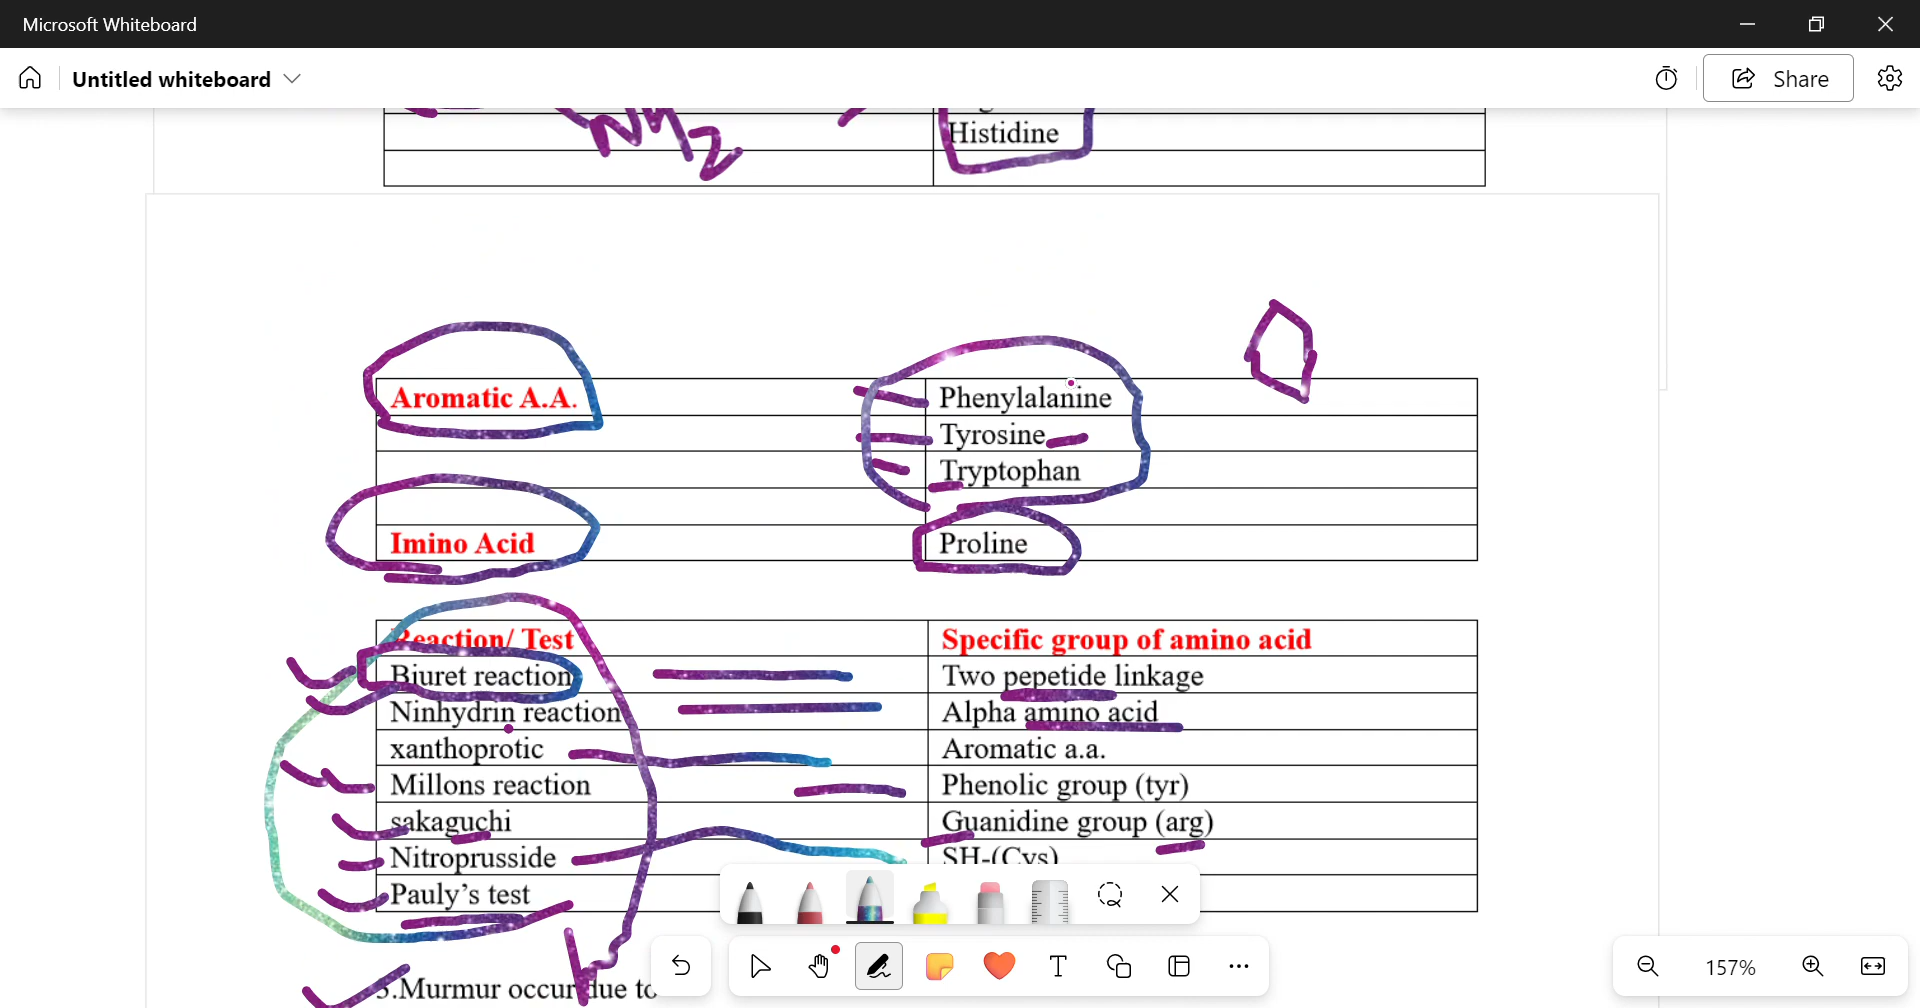 Microsoft Whiteboard
Untitled whiteboard
Share
NH2
Histidine
Aromatic A.A. Phenylalanine
Tyrosine
Tryptophan
Imino Acid Proline
Reaction/ Test Specific group of amino acid
Biuret reaction Two pepetide linkage
Ninhydrin reaction Alpha amino acid
xanthoprotic Aromatic a.a.
Millons reaction Phenolic group (tyr)
sakaguchi Guanidine group (arg)
Nitroprusside SH-(Cys)
Pauly's test
.Murmur occur due to
157%